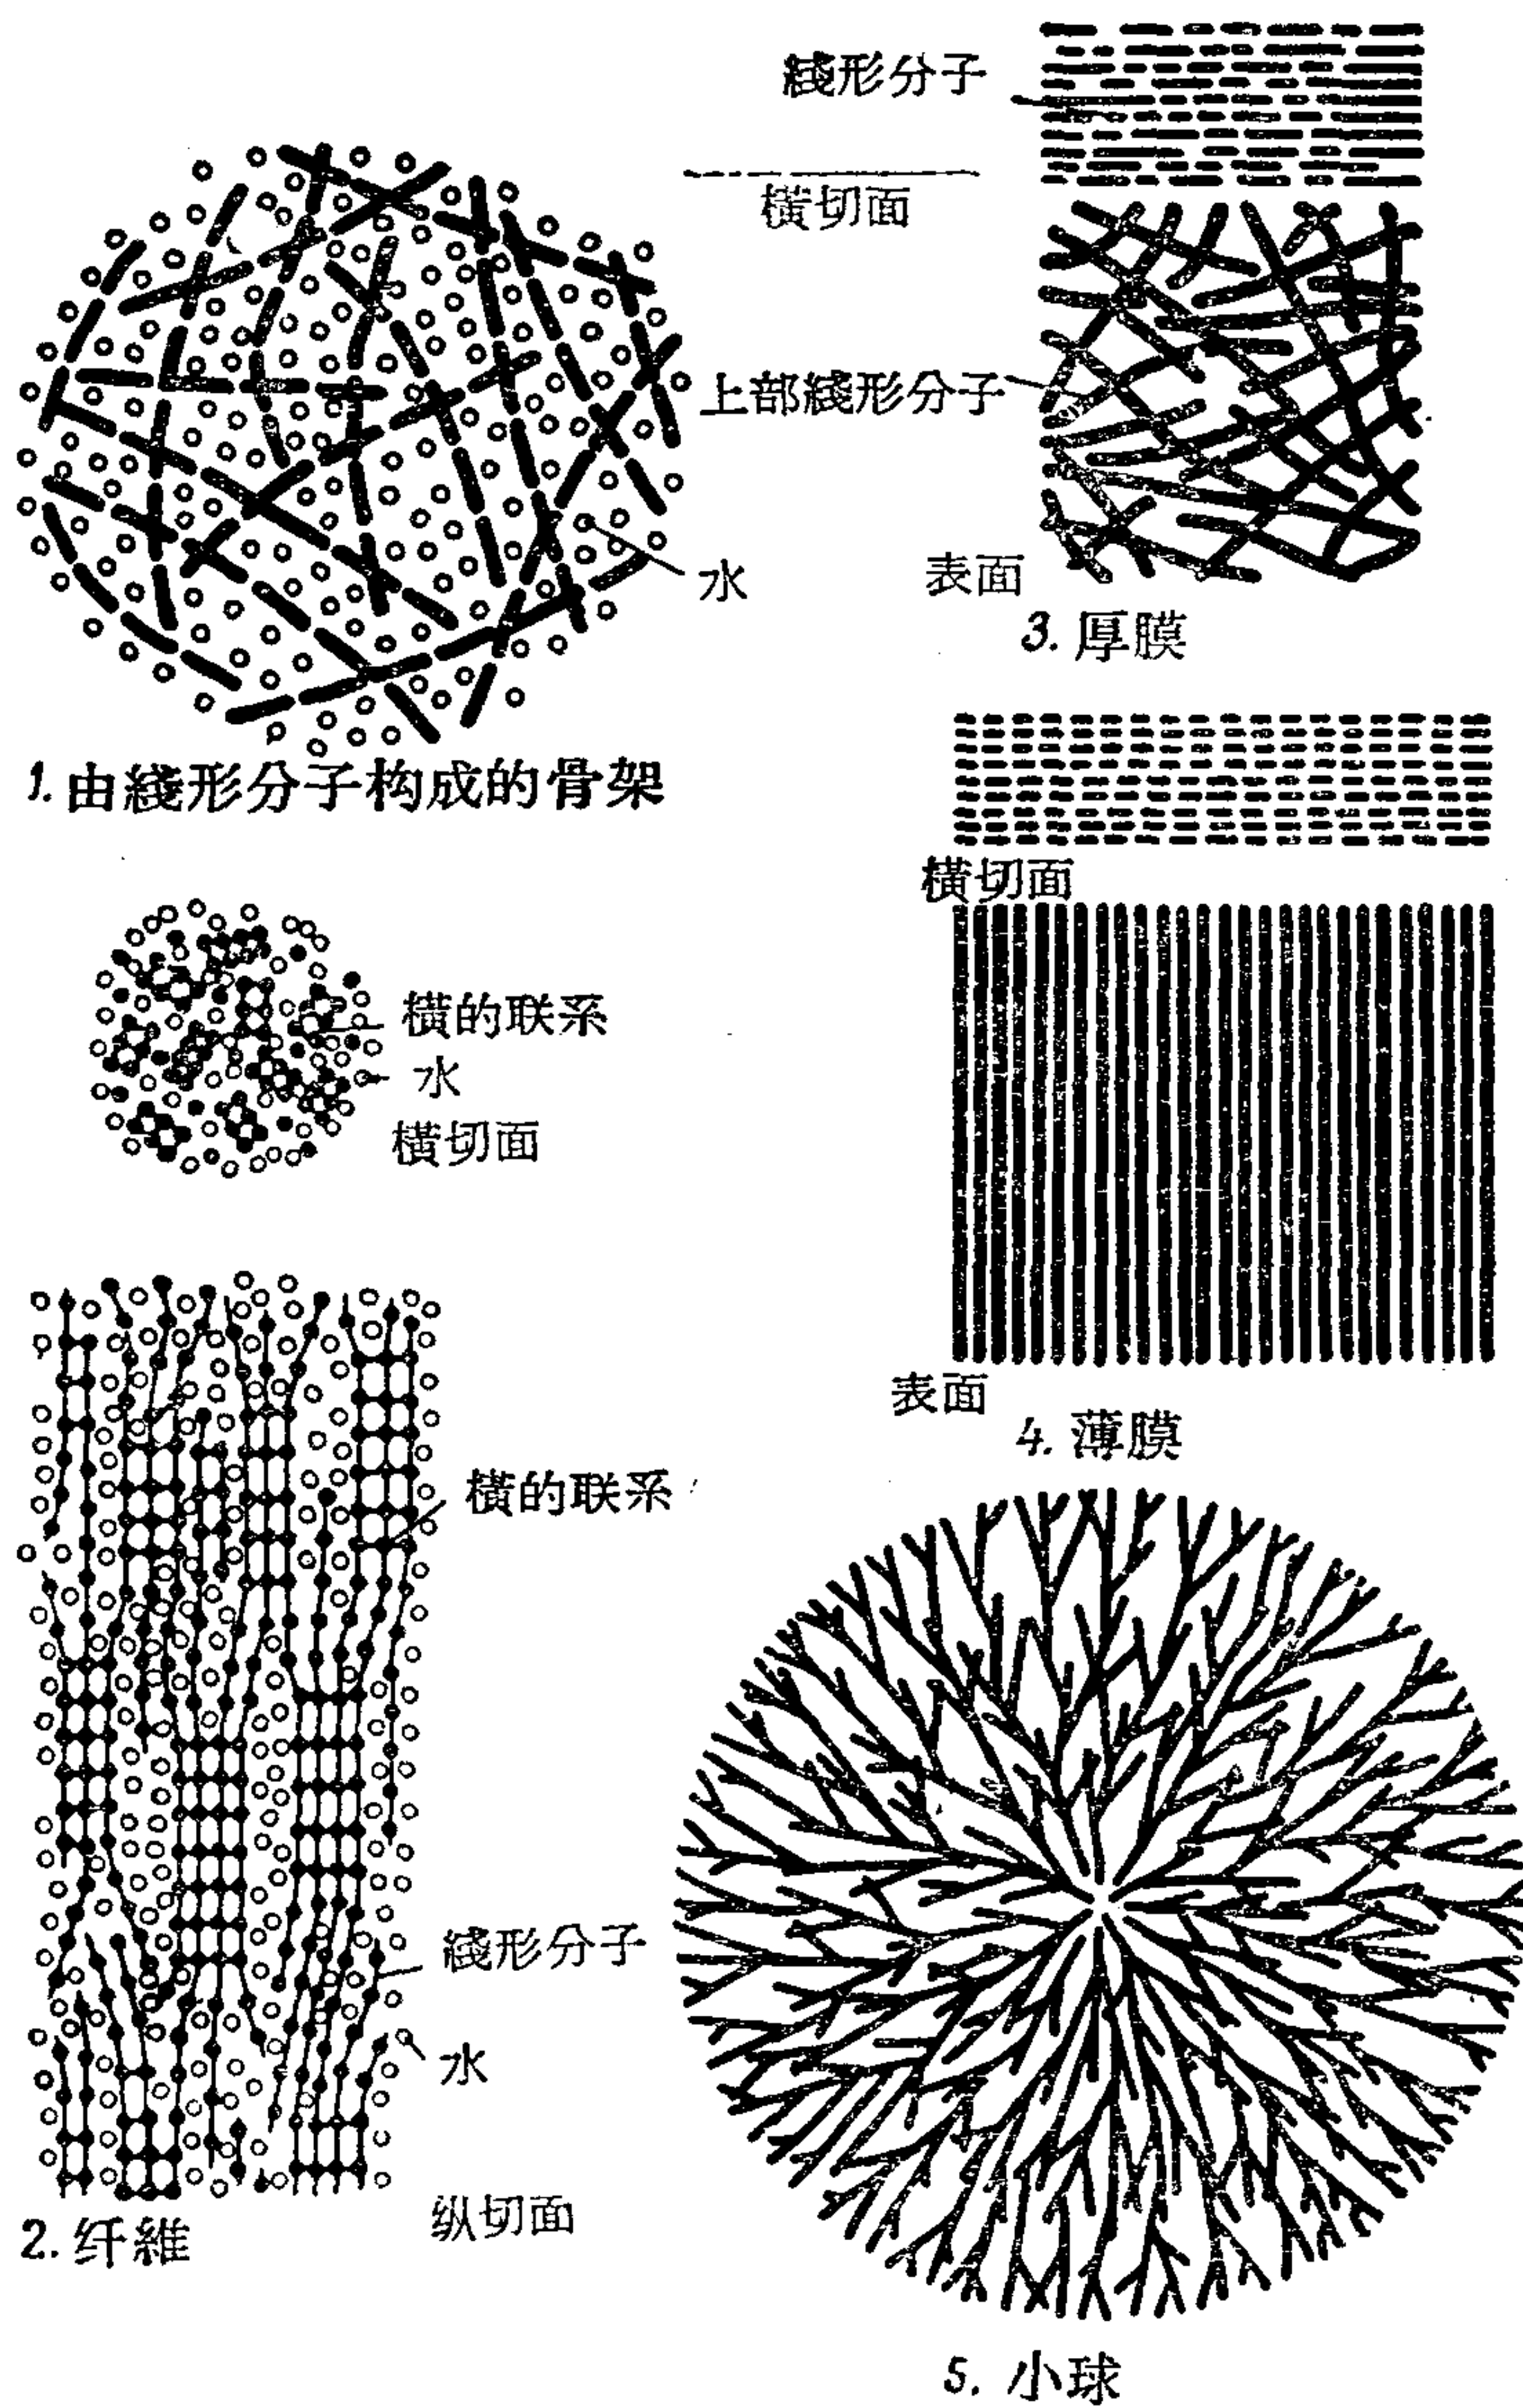 水
1. 由綫形分子构成的骨架
横的联系
水
横切面
横的联系
綫形分子
水
纵切面
2. 纤維
綫形分子
横切面
上部綫形分子
表面
3. 厚膜
横切面
表面
4. 薄膜
5. 小球